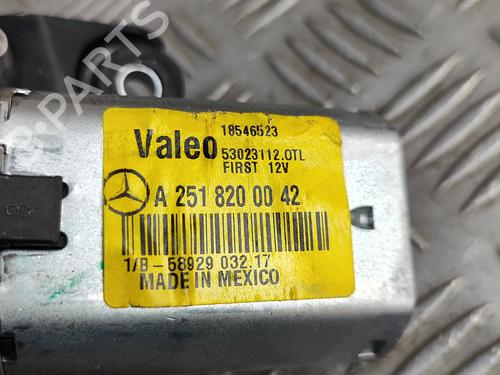 18546523
Valeo 53023112.OTL
FIRST 12V
A 251 820 00 42
1/B-58929 032.17
MADE IN MEXICO